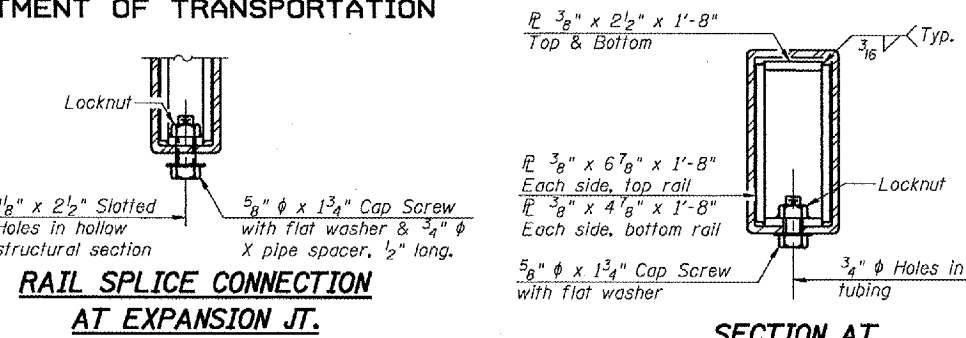 TMENT OF TRANSPORTATION
Locknut
1/8" x 2 1/2" Slotted
Holes in hollow
structural section
5/8" ϕ x 1 3/4" Cap Screw
with flat washer & 3/4" ϕ
X pipe spacer, 1/2" long.
RAIL SPLICE CONNECTION
AT EXPANSION JT.
℄ 3/8" x 2 1/2" x 1'-8"
Top & Bottom
3/16
Typ.
℄ 3/8" x 6 7/8" x 1'-8"
Each side, top rail
℄ 3/8" x 4 7/8" x 1'-8"
Each side, bottom rail
Locknut
5/8" ϕ x 1 3/4" Cap Screw
with flat washer
3/4" ϕ Holes in
tubing
SECTION AT